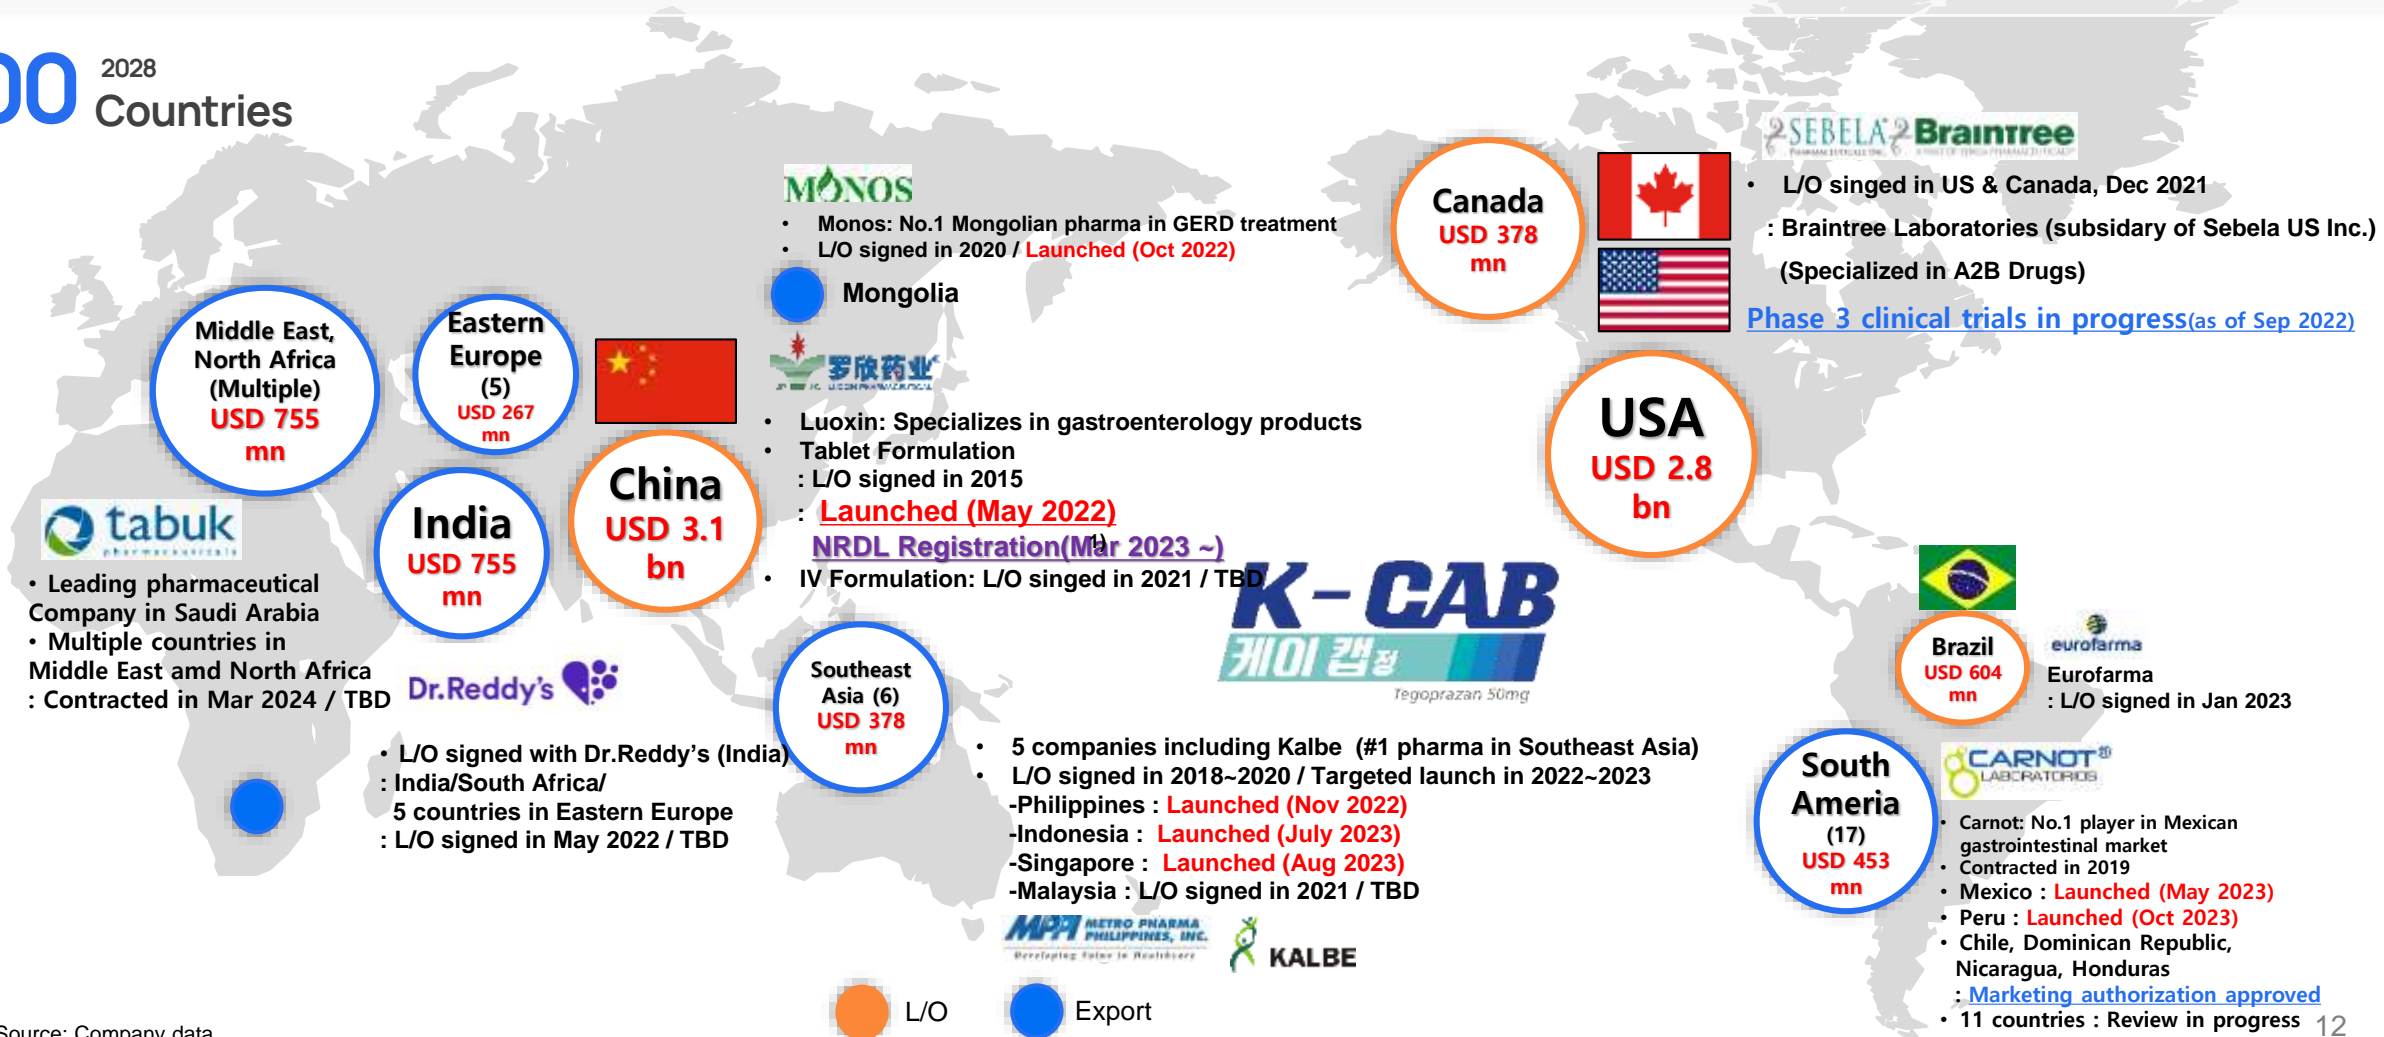 00
2028
Countries
MONOS
• Monos: No.1 Mongolian pharma in GERD treatment
• L/O signed in 2020 / Launched (Oct 2022)
Mongolia
Middle East,
North Africa
(Multiple)
USD 755
mn
Eastern
Europe
(5)
USD 267
mn
罗欣药业
• Luoxin: Specializes in gastroenterology products
• Tablet Formulation
: L/O signed in 2015
: Launched (May 2022)
NRDL Registration(Mar 2023 ~)
1)
• IV Formulation: L/O singed in 2021 / TBD
China
USD 3.1
bn
India
USD 755
mn
tabuk
pharmaceuticals
• Leading pharmaceutical
Company in Saudi Arabia
• Multiple countries in
Middle East amd North Africa
: Contracted in Mar 2024 / TBD
Dr.Reddy's
• L/O signed with Dr.Reddy's (India)
: India/South Africa/
5 countries in Eastern Europe
: L/O signed in May 2022 / TBD
Southeast
Asia (6)
USD 378
mn
K-CAB
케이캡정
Tegoprazan 50mg
• 5 companies including Kalbe (#1 pharma in Southeast Asia)
• L/O signed in 2018~2020 / Targeted launch in 2022~2023
-Philippines : Launched (Nov 2022)
-Indonesia : Launched (July 2023)
-Singapore : Launched (Aug 2023)
-Malaysia : L/O signed in 2021 / TBD
MPPI METRO PHARMA
PHILIPPINES, INC.
KALBE
Canada
USD 378
mn
SEBELA Braintree
• L/O singed in US & Canada, Dec 2021
: Braintree Laboratories (subsidary of Sebela US Inc.)
(Specialized in A2B Drugs)
Phase 3 clinical trials in progress(as of Sep 2022)
USA
USD 2.8
bn
Brazil
USD 604
mn
eurofarma
Eurofarma
: L/O signed in Jan 2023
South
Ameria
(17)
USD 453
mn
CARNOT®
LABORATORIOS
• Carnot: No.1 player in Mexican
gastrointestinal market
• Contracted in 2019
• Mexico : Launched (May 2023)
• Peru : Launched (Oct 2023)
• Chile, Dominican Republic,
Nicaragua, Honduras
: Marketing authorization approved
• 11 countries : Review in progress
L/O
Export
Source: Company data
12